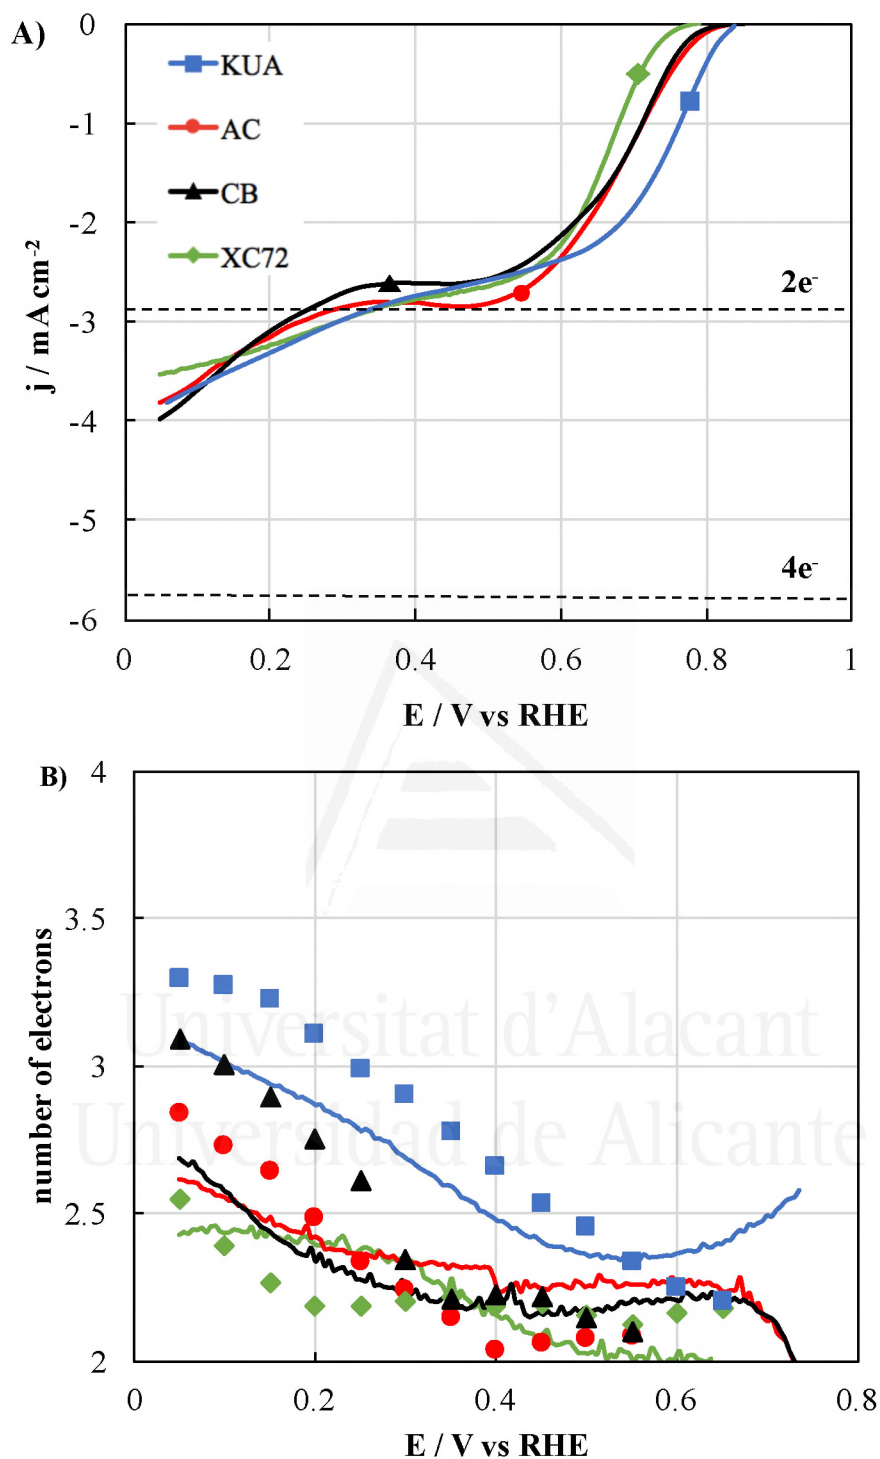 A)
0
-1
-2
-3
-4
-5
-6
j / mA cm⁻²
KUA
AC
CB
XC72
2e⁻
4e⁻
0
0.2
0.4
0.6
0.8
1
E / V vs RHE
B)
4
3.5
3
2.5
2
number of electrons
Universitat d'Alacant
Universidad de Alicante
0
0.2
0.4
0.6
0.8
E / V vs RHE